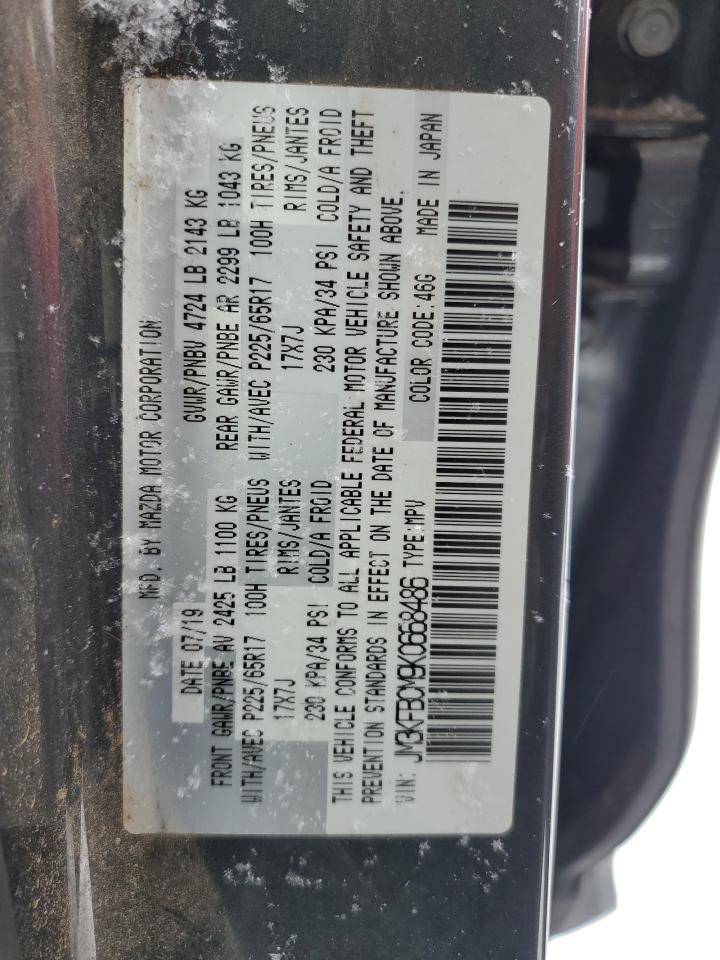 MFD. BY MAZDA MOTOR CORPORATION
DATE 07/19 GVWR/PNBV 4724 LB 2143 KG
FRONT GAWR/PNBE AV 2425 LB 1100 KG REAR GAWR/PNBE AR 2299 LB 1043 KG
WITH/AVEC P225/65R17 100H TIRES/PNEUS WITH/AVEC P225/65R17 100H TIRES/PNEUS
17X7J RIMS/JANTES 17X7J RIMS/JANTES
230 KPA/34 PSI COLD/A FROID 230 KPA/34 PSI COLD/A FROID
THIS VEHICLE CONFORMS TO ALL APPLICABLE FEDERAL MOTOR VEHICLE SAFETY AND THEFT
PREVENTION STANDARDS IN EFFECT ON THE DATE OF MANUFACTURE SHOWN ABOVE.
VIN: JM3KFBCM9K0668486 TYPE:MPV COLOR CODE:46G MADE IN JAPAN